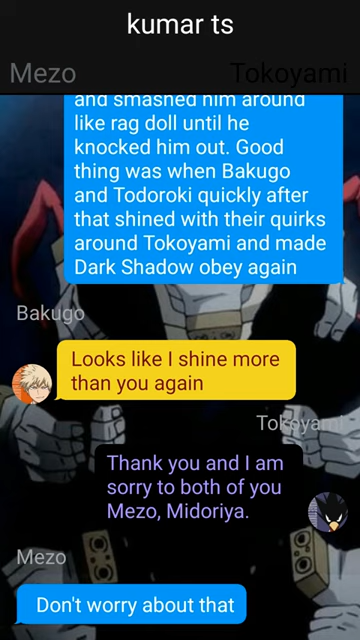 kumar ts
Mezo
Tokoyami
and smashed him around
like rag doll until he
knocked him out. Good
thing was when Bakugo
and Todoroki quickly after
that shined with their quirks
around Tokoyami and made
Dark Shadow obey again
Bakugo
Looks like I shine more
than you again
Tokoyami
Thank you and I am
sorry to both of you
Mezo, Midoriya.
Mezo
Don't worry about that